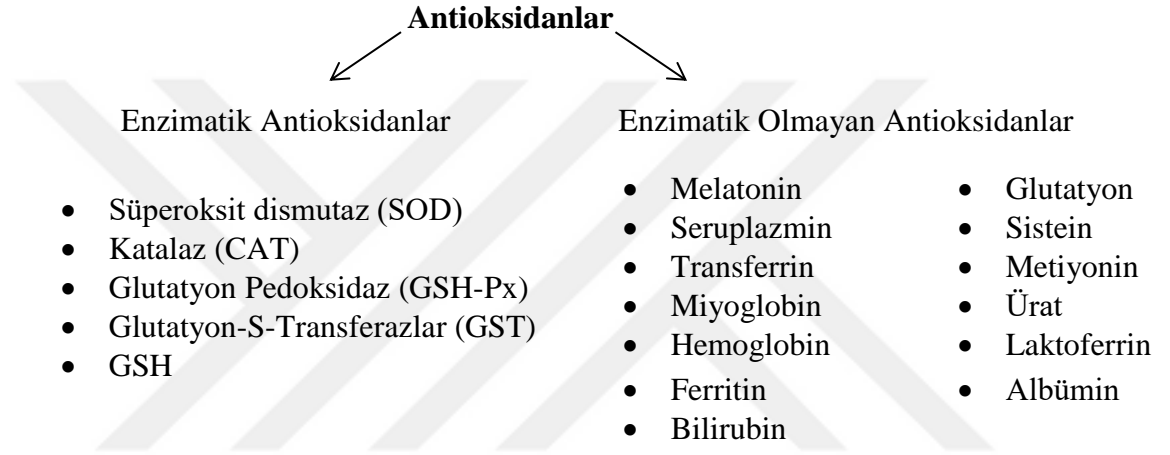 Antioksidanlar
Enzimatik Antioksidanlar
• Süperoksit dismutaz (SOD)
• Katalaz (CAT)
• Glutatyon Pedoksidaz (GSH-Px)
• Glutatyon-S-Transferazlar (GST)
• GSH
Enzimatik Olmayan Antioksidanlar
• Melatonin
• Seruplazmin
• Transferrin
• Miyoglobin
• Hemoglobin
• Ferritin
• Bilirubin
• Glutatyon
• Sistein
• Metiyonin
• Ürat
• Laktoferrin
• Albümin